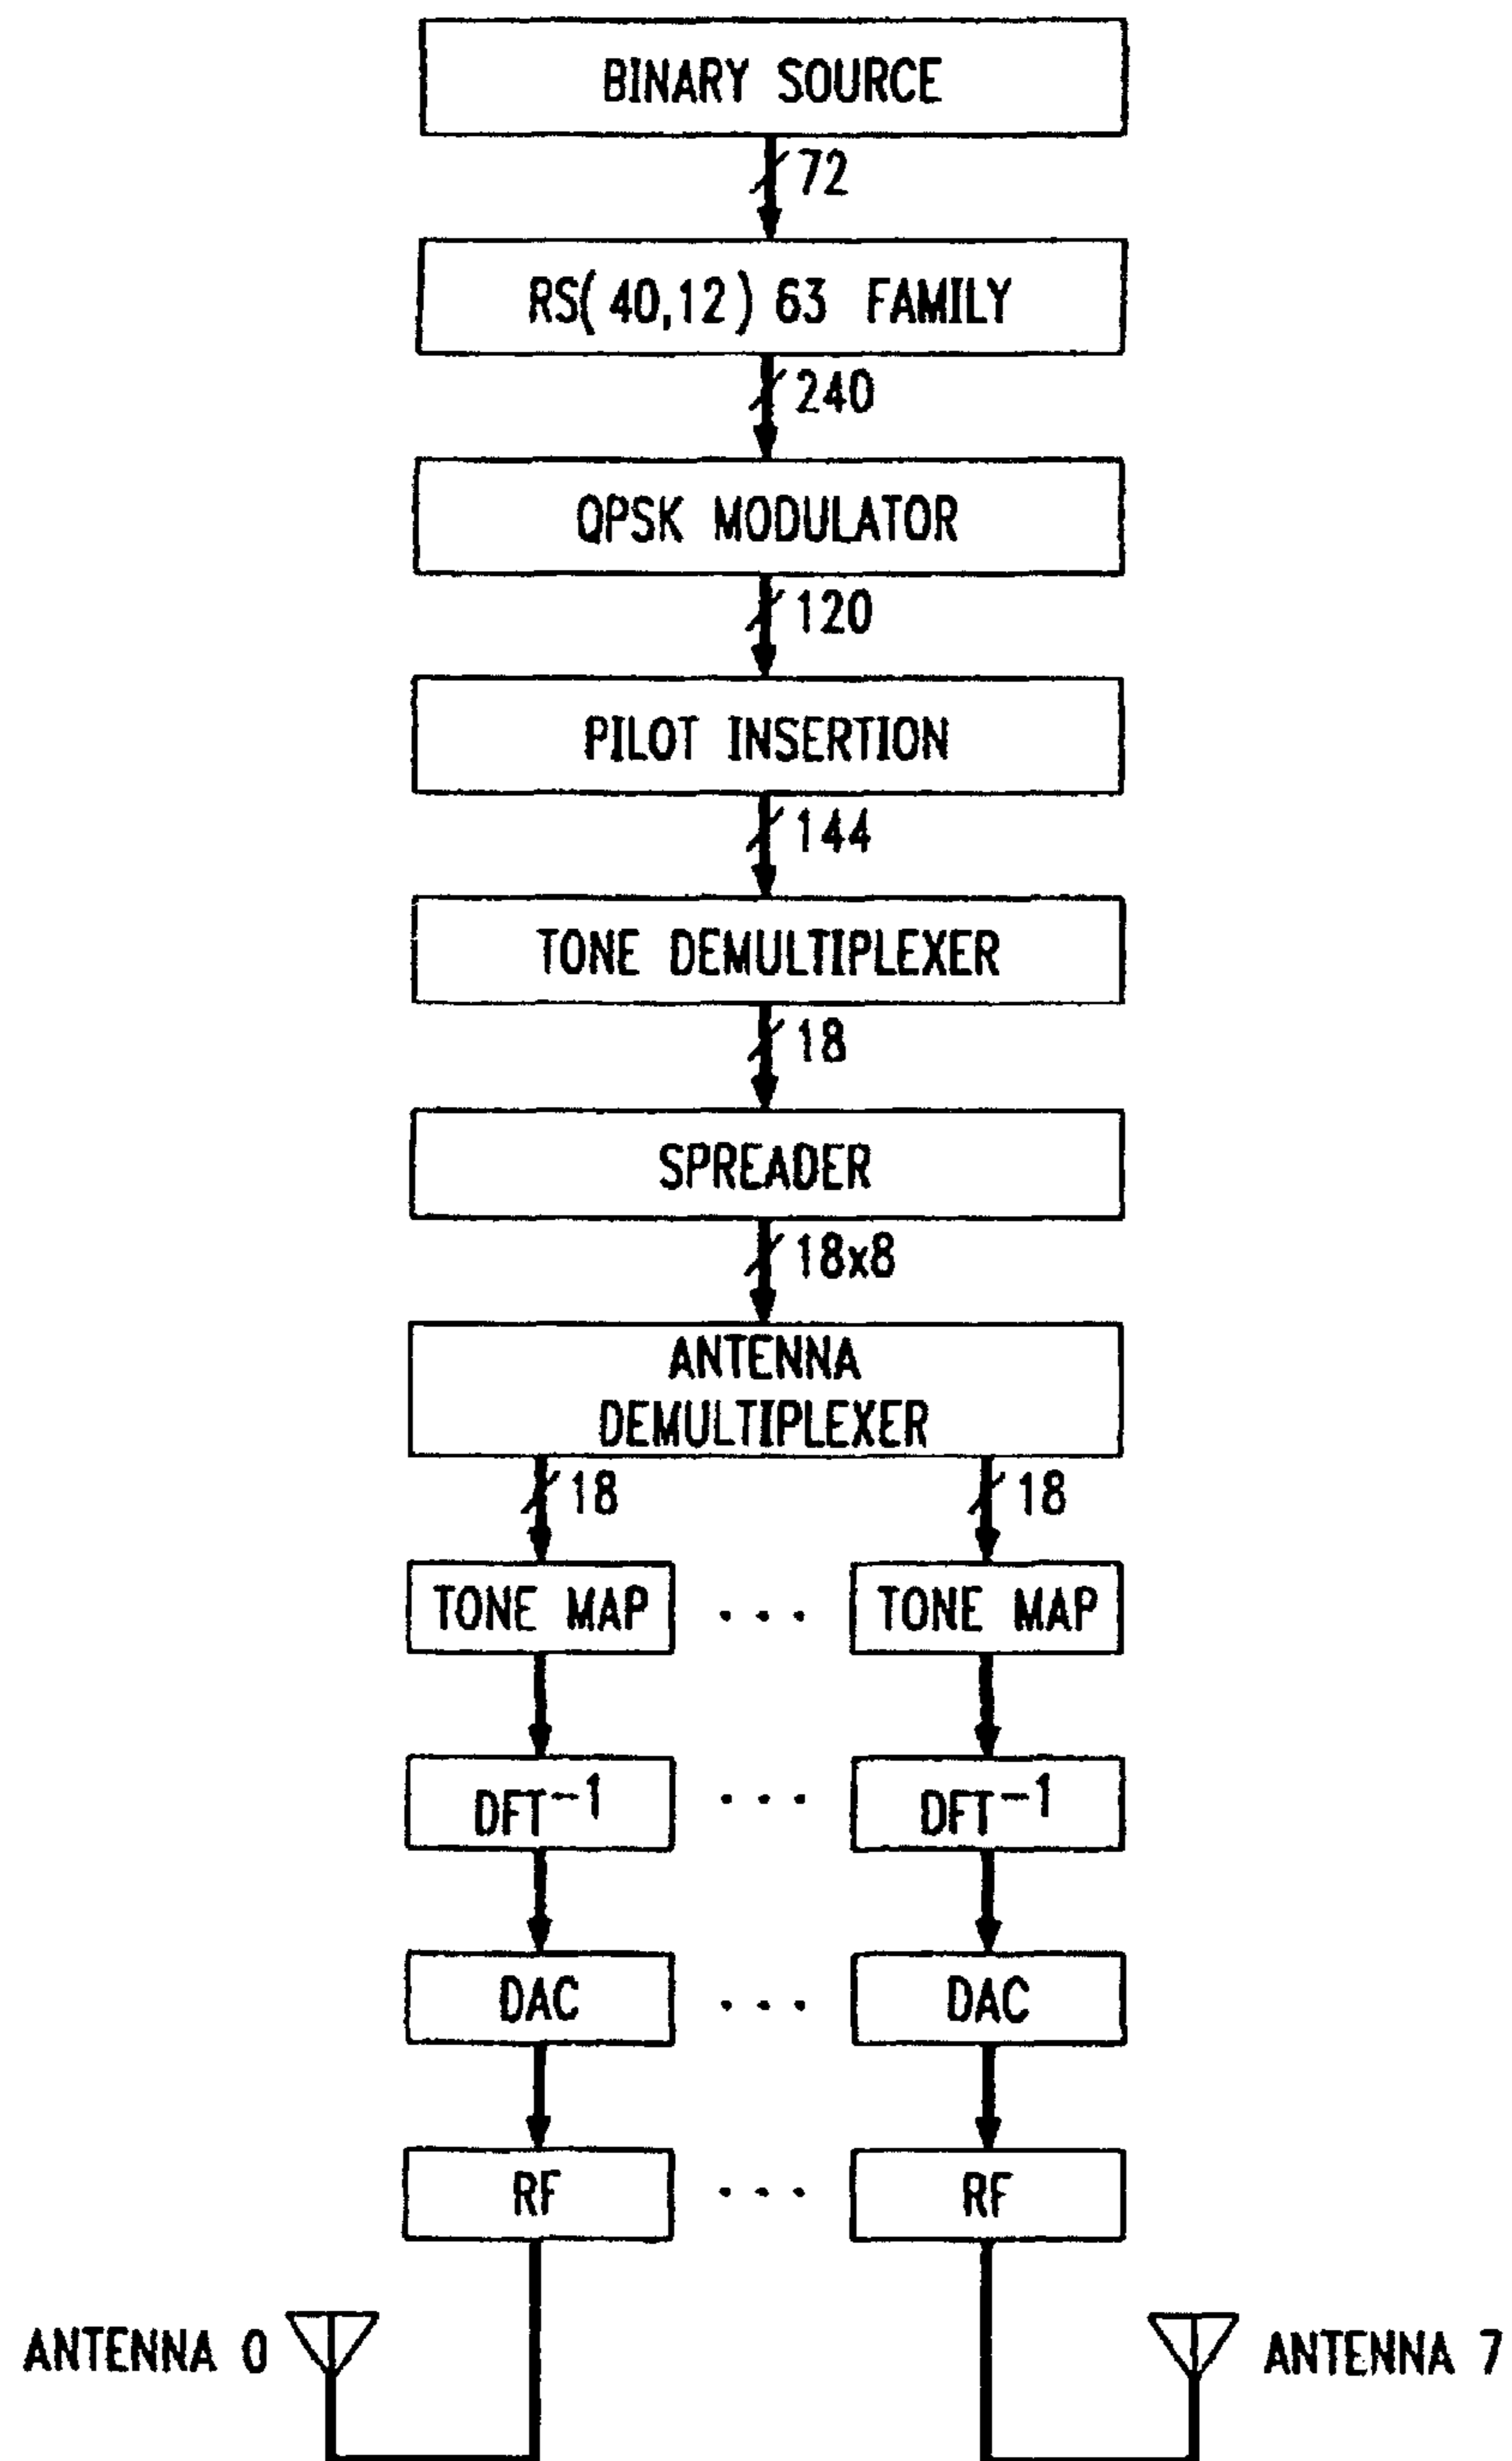 BINARY SOURCE
72
RS(40,12) 63 FAMILY
240
QPSK MODULATOR
120
PILOT INSERTION
144
TONE DEMULTIPLEXER
18
SPREADER
18x8
ANTENNA
DEMULTIPLEXER
18 18
TONE MAP ... TONE MAP
DFT⁻¹ ... DFT⁻¹
DAC ... DAC
RF ... RF
ANTENNA 0 ANTENNA 7